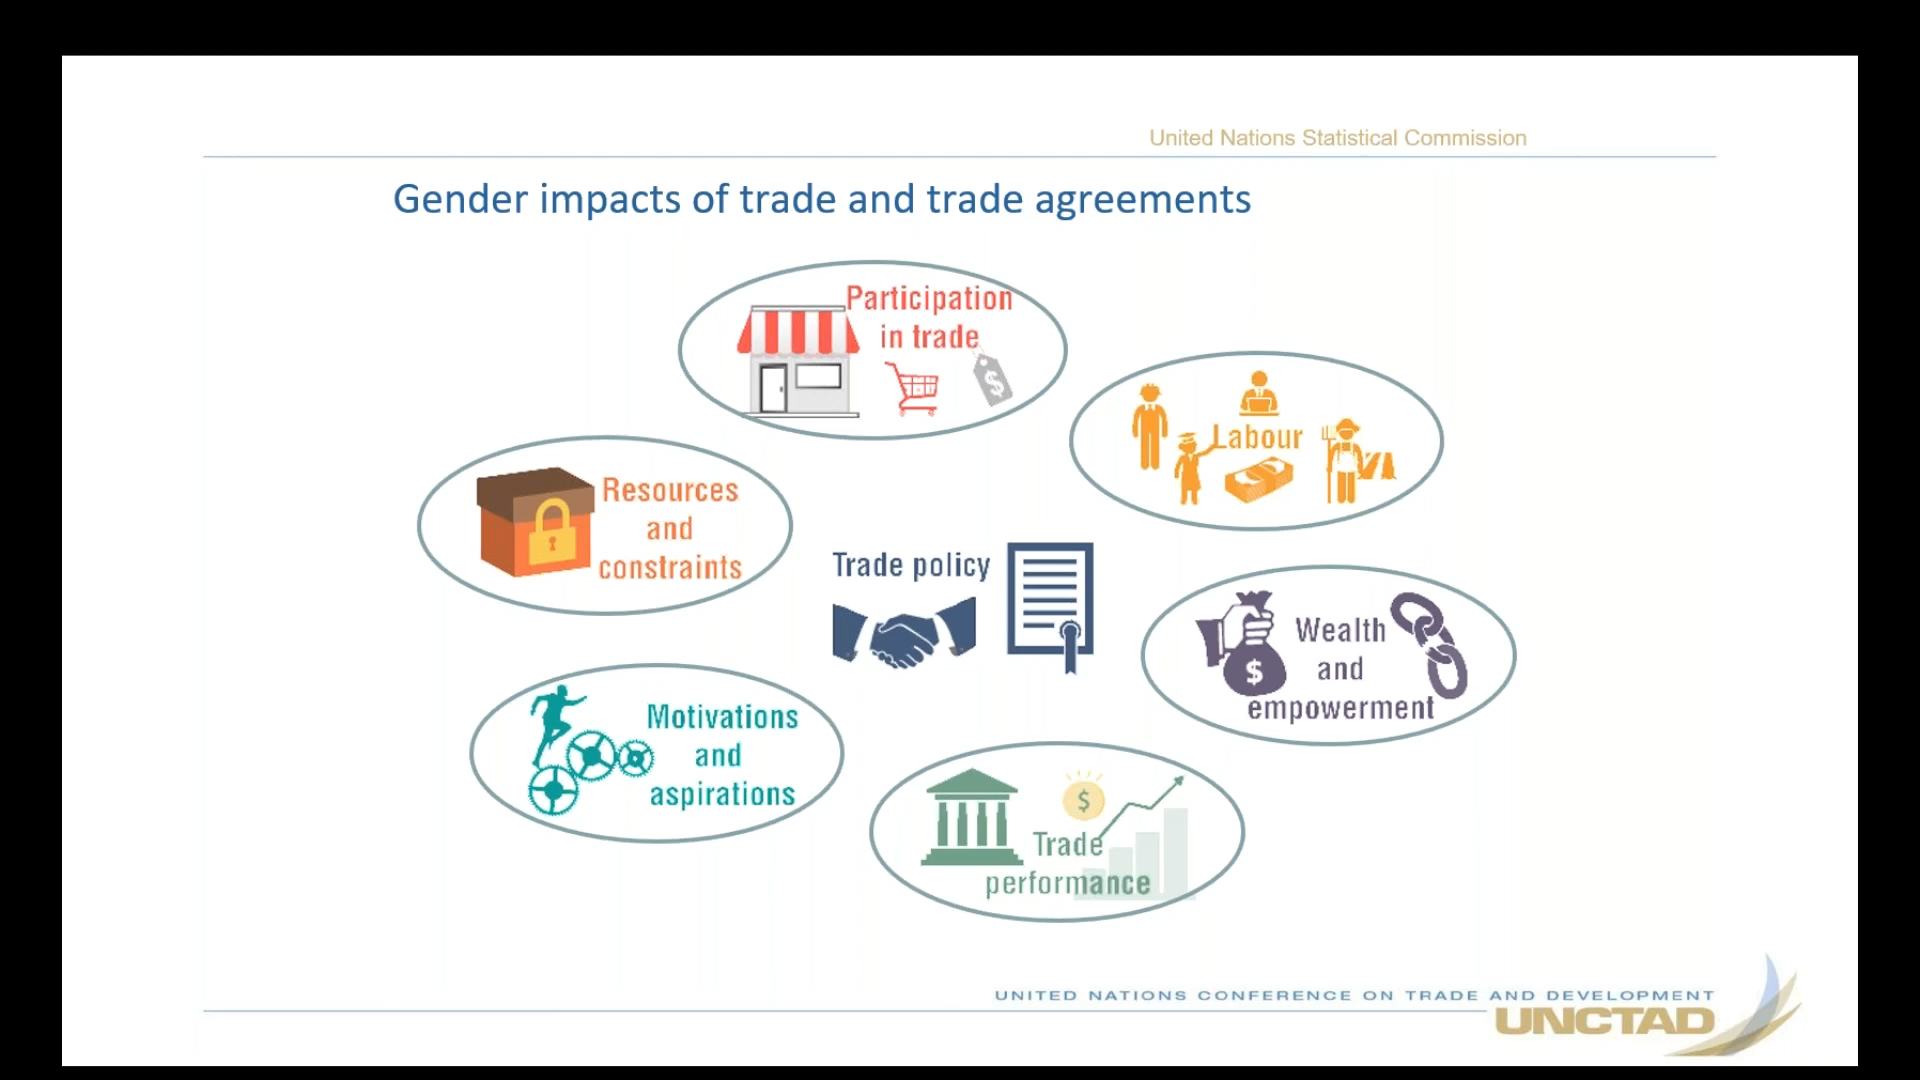 United Nations Statistical Commission
Gender impacts of trade and trade agreements
Participation
in trade
$
Labour
Resources
and
constraints
Trade policy
$
Wealth
and
empowerment
Motivations
and
aspirations
$
Trade
performance
UNITED NATIONS CONFERENCE ON TRADE AND DEVELOPMENT
UNCTAD